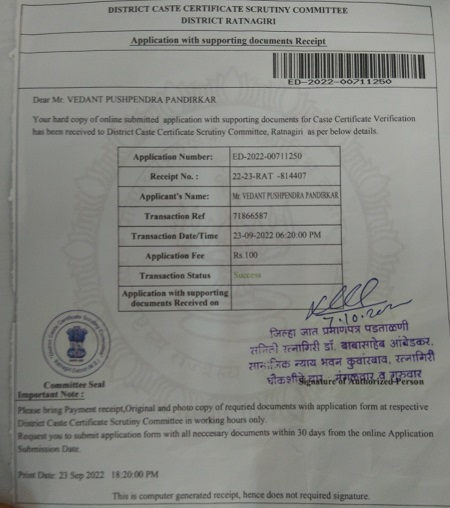 DISTRICT CASTE CERTIFICATE SCRUTINY COMMITTEE
DISTRICT RATNAGIRI
Application with supporting documents Receipt
ED-2022-00711250
Dear Mr. VEDANT PUSHPENDRA PANDIRKAR
Your hard copy of online submitted application with supporting documents for Caste Certificate Verification
has been received to District Caste Certificate Scrutiny Committee, Ratnagiri as per below details.
Application Number: ED-2022-00711250
Receipt No. : 22-23-RAT -814407
Applicant's Name: Mr. VEDANT PUSHPENDRA PANDIRKAR
Transaction Ref 71866587
Transaction Date/Time 23-09-2022 06:20:00 PM
Application Fee Rs 100
Transaction Status Success
Application with supporting
documents Received on
7.10.2022
जिल्हा जात प्रमाणपत्र पडताळणी
समिती रत्नागिरी डॉ. बाबासाहेब आंबेडकर,
सामाजिक न्याय भवन कुवारबाव, रत्नागिरी
मंगळवार व गुरुवार
Signature of Authorized Person
Committee Seal
Important Note :
Please bring Payment receipt,Original and photo copy of requried documents with application form at respective
District Caste Certificate Scrutiny Committee in working hours only.
Request you to submit application form with all neccesary documents within 30 days from the online Application
Submission Date.
Print Date: 23 Sep 2022 18:20:00 PM
This is computer generated receipt, hence does not required signature.